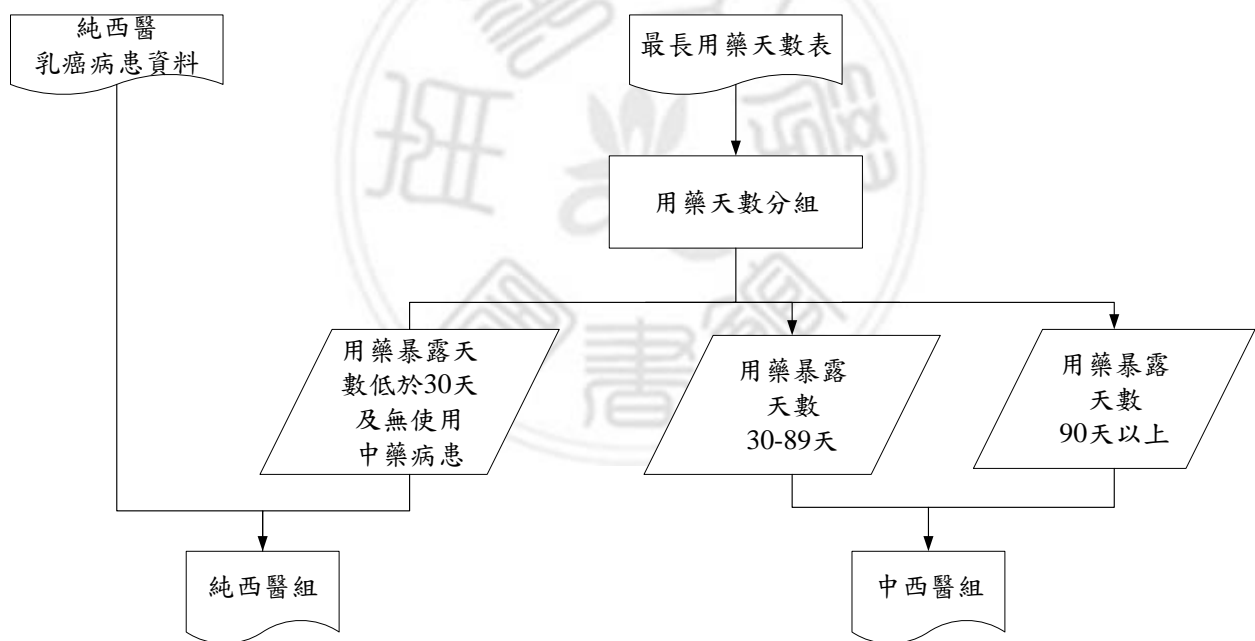 純西醫
乳癌病患資料
最長用藥天數表
用藥天數分組
用藥暴露天
數低於30天
及無使用
中藥病患
用藥暴露
天數
30-89天
用藥暴露
天數
90天以上
純西醫組
中西醫組